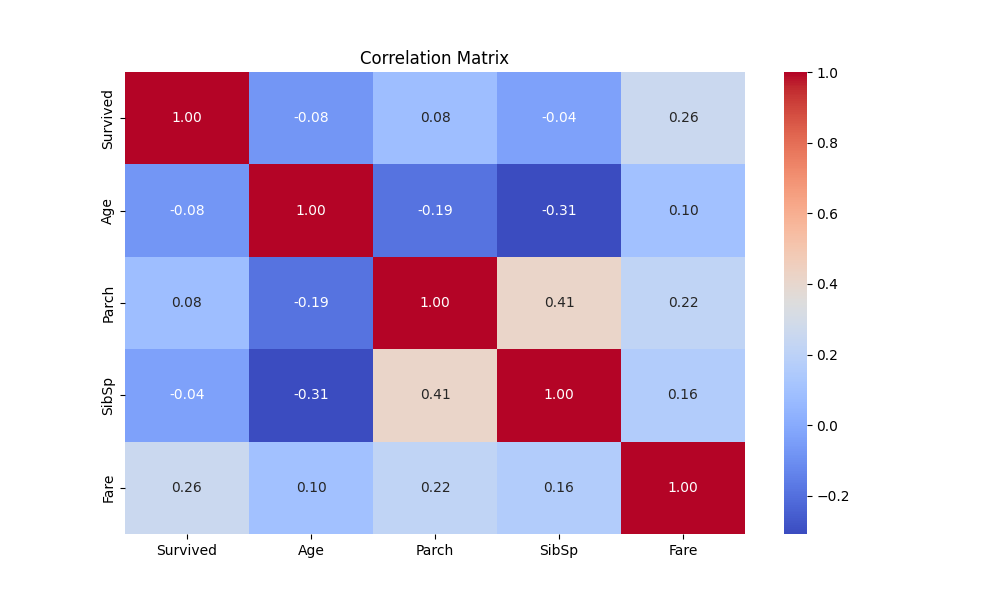 Correlation Matrix
Survived 1.00 -0.08 0.08 -0.04 0.26
Age -0.08 1.00 -0.19 -0.31 0.10
Parch 0.08 -0.19 1.00 0.41 0.22
SibSp -0.04 -0.31 0.41 1.00 0.16
Fare 0.26 0.10 0.22 0.16 1.00
Survived Age Parch SibSp Fare
1.0
0.8
0.6
0.4
0.2
0.0
−0.2